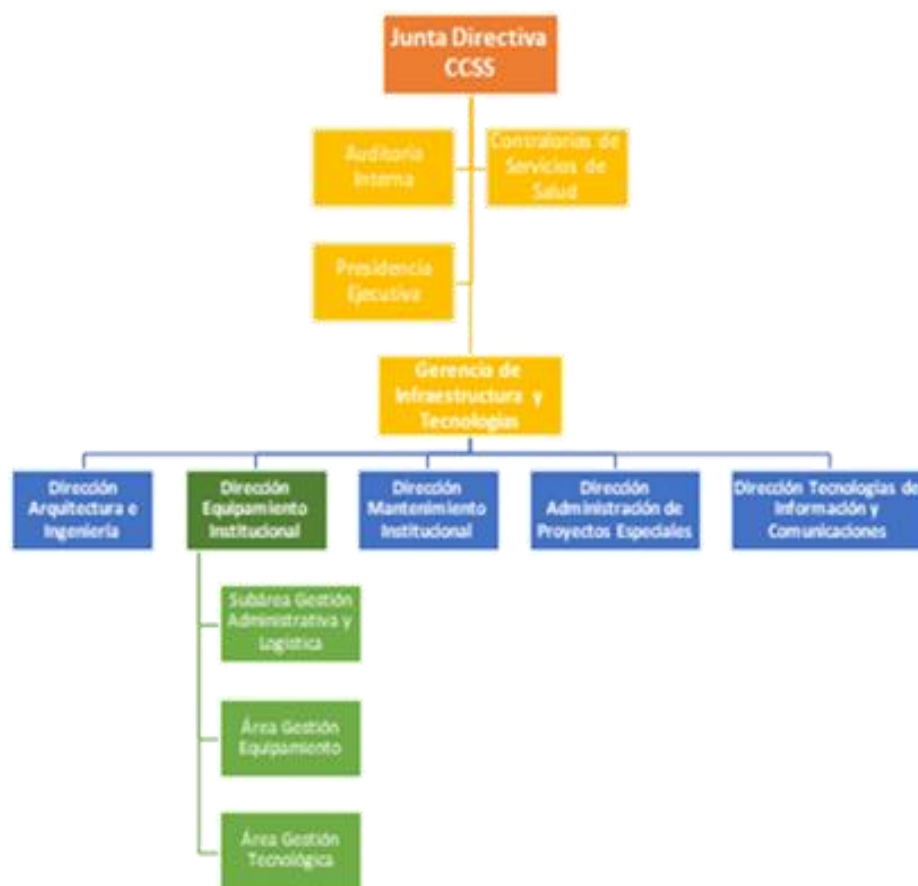 Junta Directiva
CCSS
Auditoría
Interna
Contralorías de
Servicios de
Salud
Presidencia
Ejecutiva
Gerencia de
Infraestructura y
Tecnologías
Dirección
Arquitectura e
Ingeniería
Dirección
Equipamiento
Institucional
Dirección
Mantenimiento
Institucional
Dirección
Administración de
Proyectos Especiales
Dirección Tecnologías de
Información y
Comunicaciones
Subárea Gestión
Administrativa y
Logística
Área Gestión
Equipamiento
Área Gestión
Tecnológica